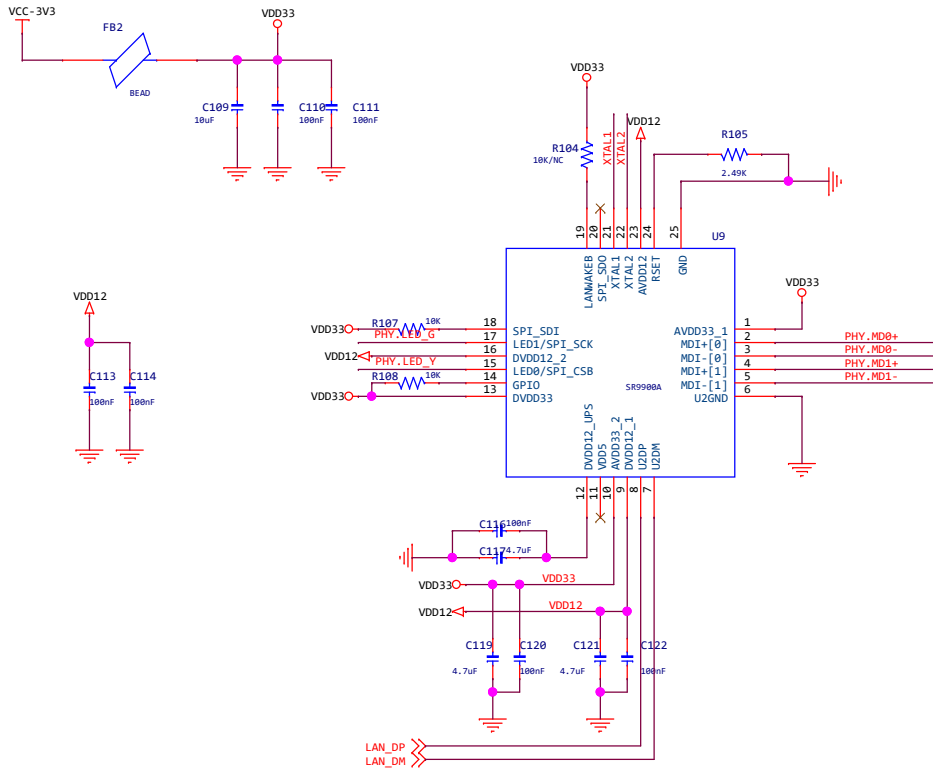 VCC-3V3
FB2
BEAD
VDD33
C109
10uF
C110
100nF
C111
100nF
VDD33
R104
10K/NC
XTAL1
XTAL2
VDD12
R105
2.49K
19
20
21
22
23
24
25
U9
LANWAKEB
SPI_SDO
XTAL1
XTAL2
AVDD12
RSET
GND
VDD12
C113
100nF
C114
100nF
VDD33
R107
10K
18
SPI_SDI
PHY.LED_G
17
LED1/SPI_SCK
VDD12
16
DVDD12_2
PHY.LED_Y
15
LED0/SPI_CSB
R108
10K
14
GPIO
VDD33
13
DVDD33
SR9900A
VDD33
AVDD33_1
1
MDI+[0]
2
PHY.MD0+
MDI-[0]
3
PHY.MD0-
MDI+[1]
4
PHY.MD1+
MDI-[1]
5
PHY.MD1-
U2GND
6
DVDD12_UPS
VDD5
AVDD33_2
DVDD12_1
U2DP
U2DM
12
11
10
9
8
7
C116
100nF
C117
4.7uF
VDD33
VDD33
VDD12
VDD12
C119
4.7uF
C120
100nF
C121
4.7uF
C122
100nF
LAN_DP
LAN_DM